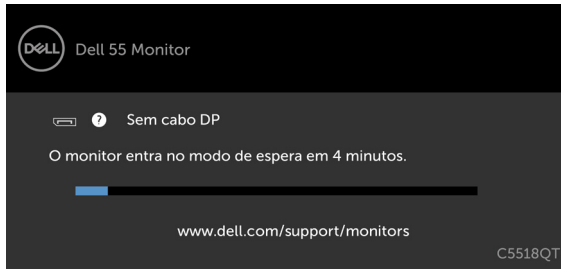 DELL
Dell 55 Monitor
? Sem cabo DP
O monitor entra no modo de espera em 4 minutos.
www.dell.com/support/monitors
C5518QT